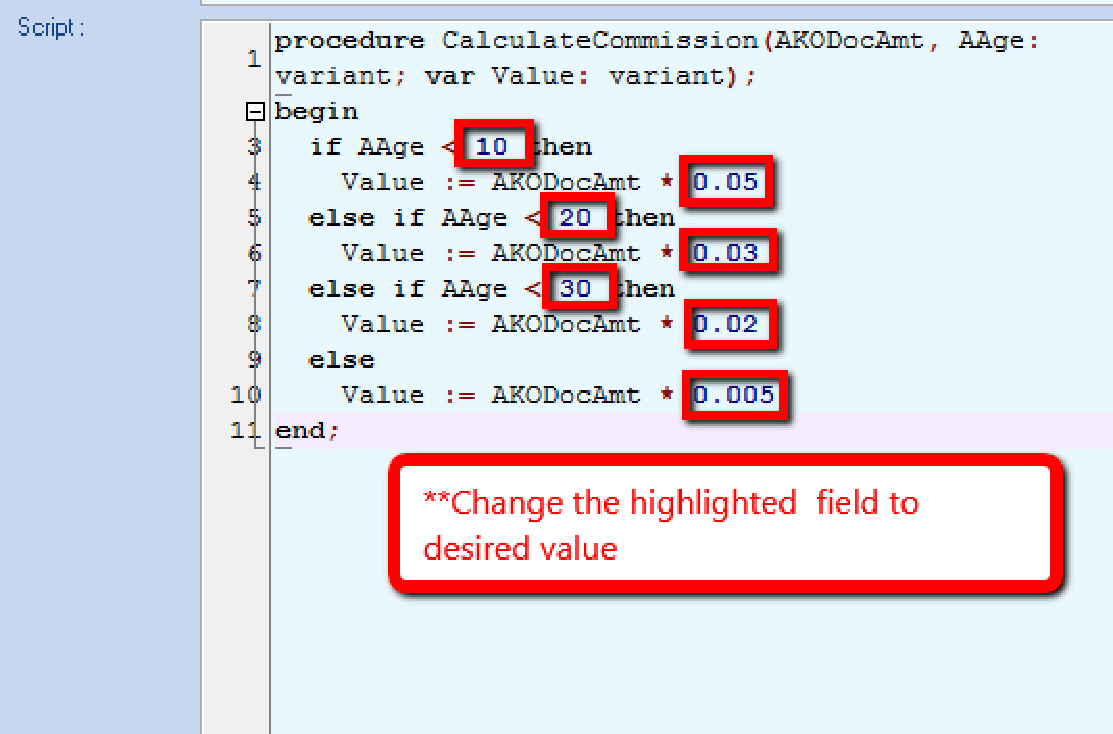 Script :
1 procedure CalculateCommission(AKODocAmt, AAge:
variant; var Value: variant);
begin
3 if AAge < 10 then
4 Value := AKODocAmt * 0.05
5 else if AAge < 20 then
6 Value := AKODocAmt * 0.03
7 else if AAge < 30 then
8 Value := AKODocAmt * 0.02
9 else
10 Value := AKODocAmt * 0.005
11 end;
**Change the highlighted field to
desired value